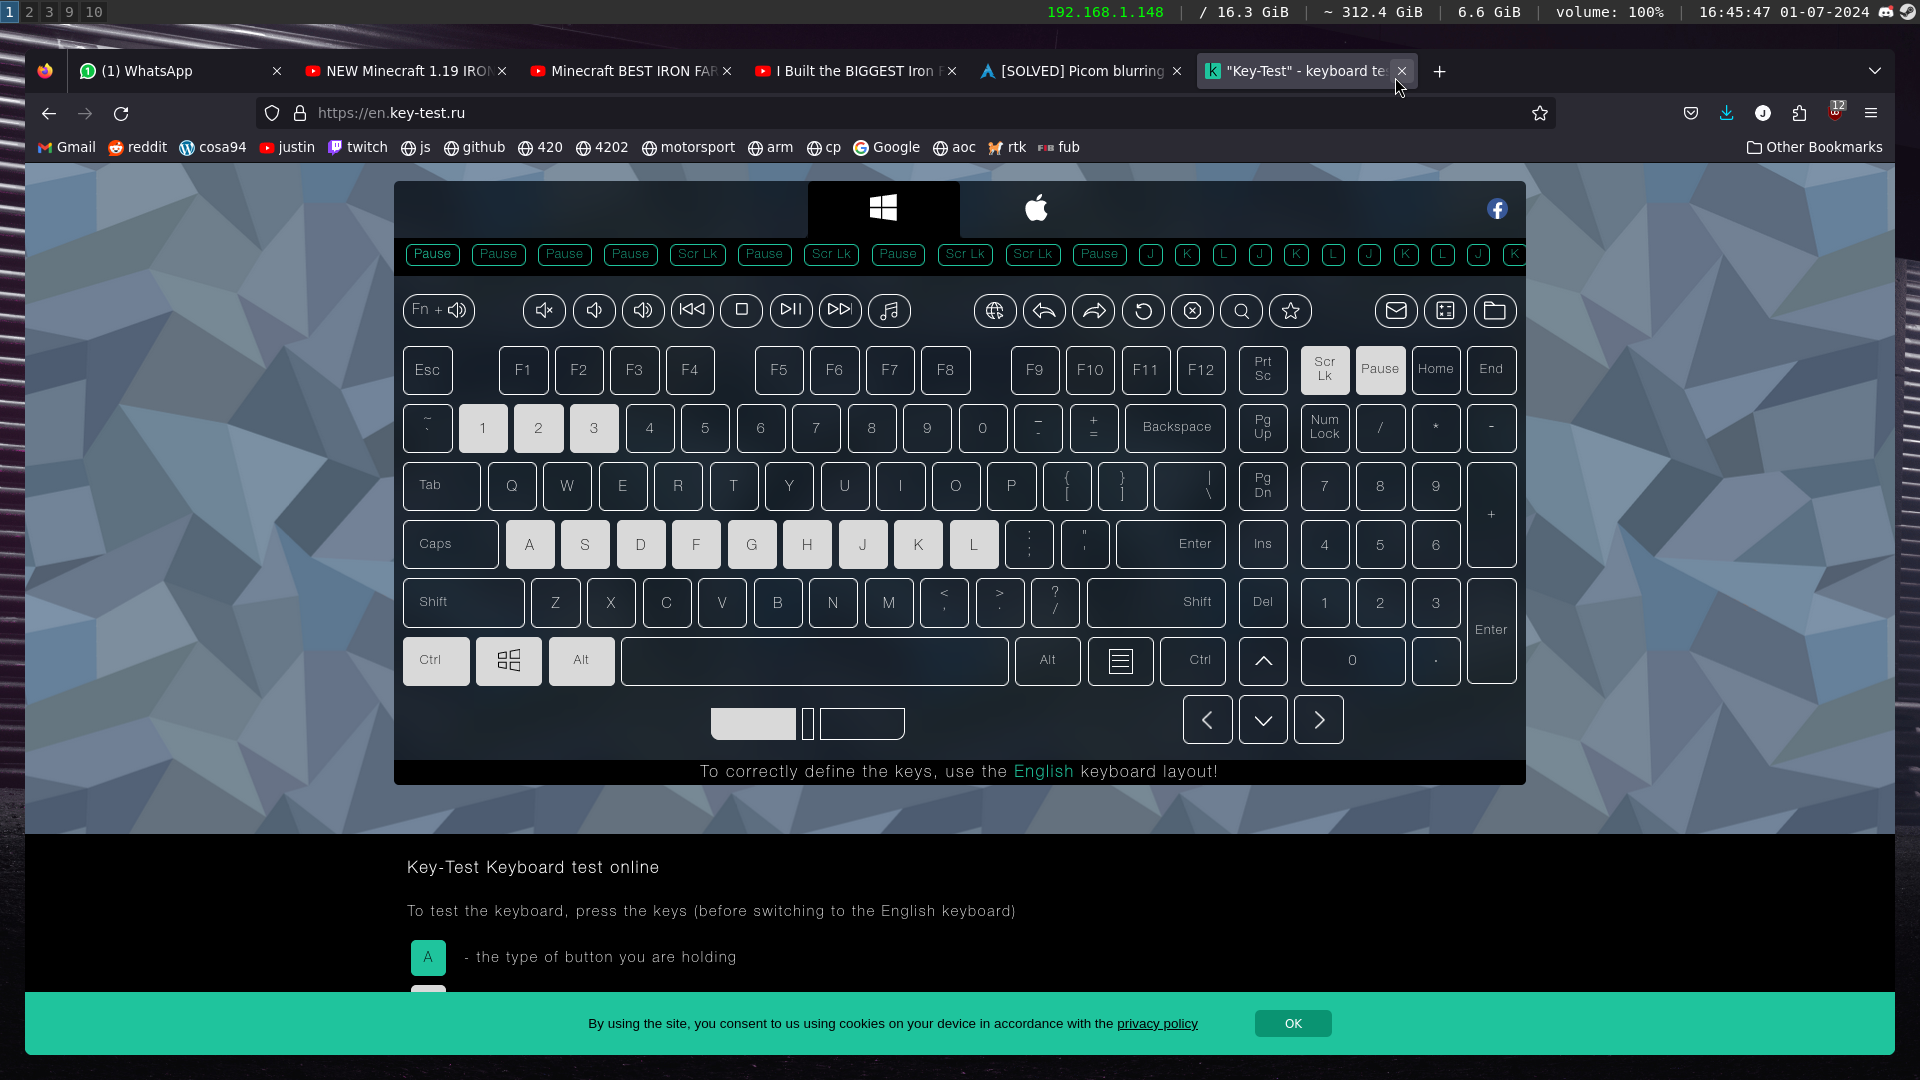 1 2 3 9 10 192.168.1.148 | / 16.3 GiB | ~ 312.4 GiB | 6.6 GiB | volume: 100% | 16:45:47 01-07-2024
(1) WhatsApp NEW Minecraft 1.19 IRON Minecraft BEST IRON FAR I Built the BIGGEST Iron F [SOLVED] Picom blurring "Key-Test" - keyboard te
https://en.key-test.ru 12
Gmail reddit cosa94 justin twitch js github 420 4202 motorsport arm cp Google aoc rtk fub Other Bookmarks
Pause Pause Pause Pause Scr Lk Pause Scr Lk Pause Scr Lk Scr Lk Pause J K L J K L J K L J K
Fn +
Esc F1 F2 F3 F4 F5 F6 F7 F8 F9 F10 F11 F12 Prt Sc Scr Lk Pause Home End
~ ` 1 2 3 4 5 6 7 8 9 0 _ - + = Backspace Pg Up Num Lock / * -
Tab Q W E R T Y U I O P { [ } ] | \ Pg Dn 7 8 9 +
Caps A S D F G H J K L : ; " ' Enter Ins 4 5 6
Shift Z X C V B N M < , > . ? / Shift Del 1 2 3 Enter
Ctrl Alt Alt Ctrl 0 .
To correctly define the keys, use the English keyboard layout!
Key-Test Keyboard test online
To test the keyboard, press the keys (before switching to the English keyboard)
A - the type of button you are holding
By using the site, you consent to us using cookies on your device in accordance with the privacy policy OK